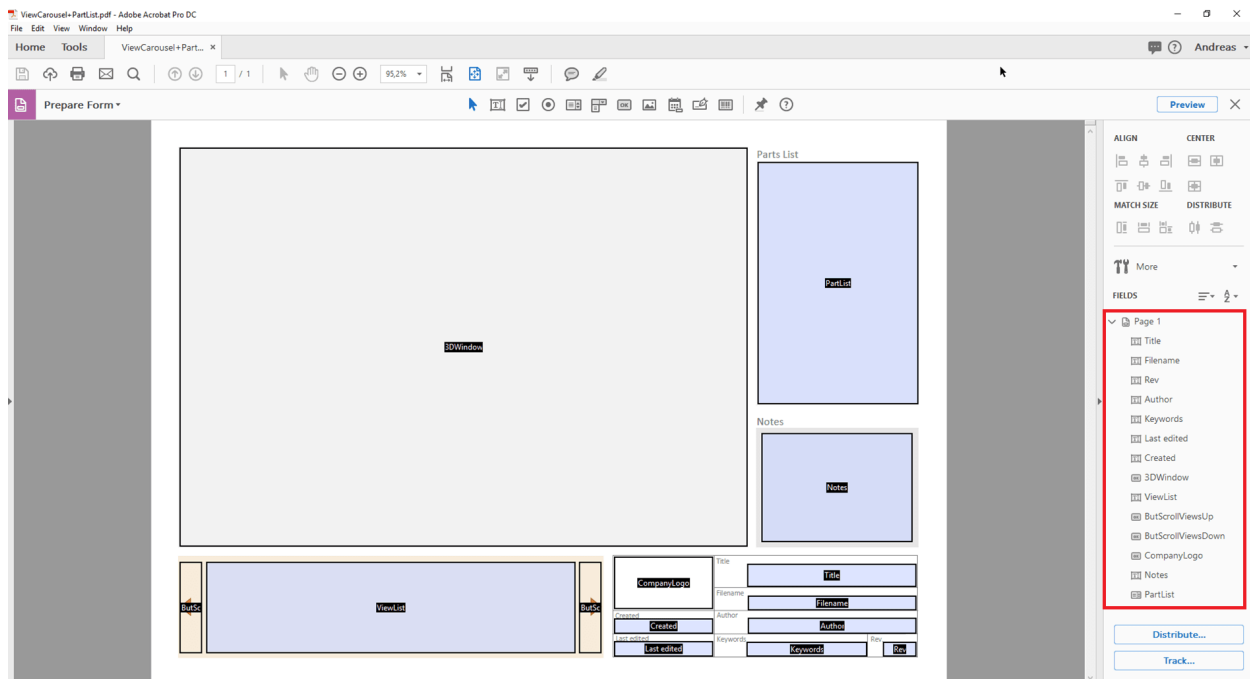 ViewCarousel+PartList.pdf - Adobe Acrobat Pro DC
File Edit View Window Help
Home Tools ViewCarousel+Part... × Andreas
1 / 1 95,2%
Prepare Form Preview
ALIGN CENTER
MATCH SIZE DISTRIBUTE
More
FIELDS
Page 1
Title
Filename
Rev
Author
Keywords
Last edited
Created
3DWindow
ViewList
ButScrollViewsUp
ButScrollViewsDown
CompanyLogo
Notes
PartList
Distribute...
Track...
Parts List
PartList
3DWindow
Notes
Notes
ButSc ViewList ButSc
CompanyLogo
Title
Title
Filename
Filename
Created
Created
Author
Author
Last edited
Last edited
Keywords
Keywords
Rev
Rev